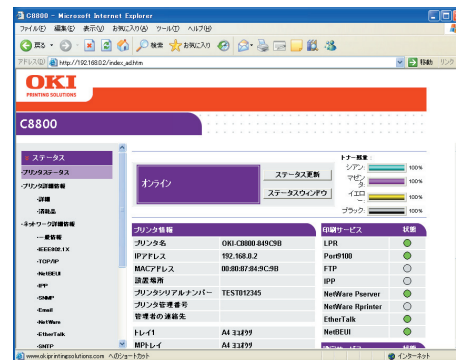 C8800 - Microsoft Internet Explorer
ファイル(F) 編集(E) 表示(V) お気に入り(A) ツール(T) ヘルプ(H)
戻る 検索 お気に入り
アドレス(D) http://192.168.0.2/index_ad.htm 移動 リンク
OKI
PRINTING SOLUTIONS
C8800
ステータス
・プリンタステータス
・プリンタ詳細情報
・詳細
・消耗品
・ネットワーク詳細情報
一般情報
・IEEE802.1X
・TCP/IP
・NetBEUI
・IPP
・SNMP
・Email
・NetWare
・EtherTalk
・SNTP
オンライン
ステータス更新
ステータスウィンドウ
トナー残量:
シアン: 100%
マゼンタ: 100%
イエロー: 100%
ブラック: 100%
プリンタ情報
プリンタ名 OKI-C8800-849C9B
IPアドレス 192.168.0.2
MACアドレス 00:80:87:84:9C:9B
設置場所
プリンタシリアルナンバー TEST012345
プリンタ管理番号
管理者の連絡先
トレイ1 A4 ヨコオクリ
MPトレイ A4 ヨコオクリ
印刷サービス 状態
LPR
Port9100
FTP
IPP
NetWare Pserver
NetWare Rprinter
EtherTalk
NetBEUI
www.okiprintingsolutions.com へのショートカット
インターネット